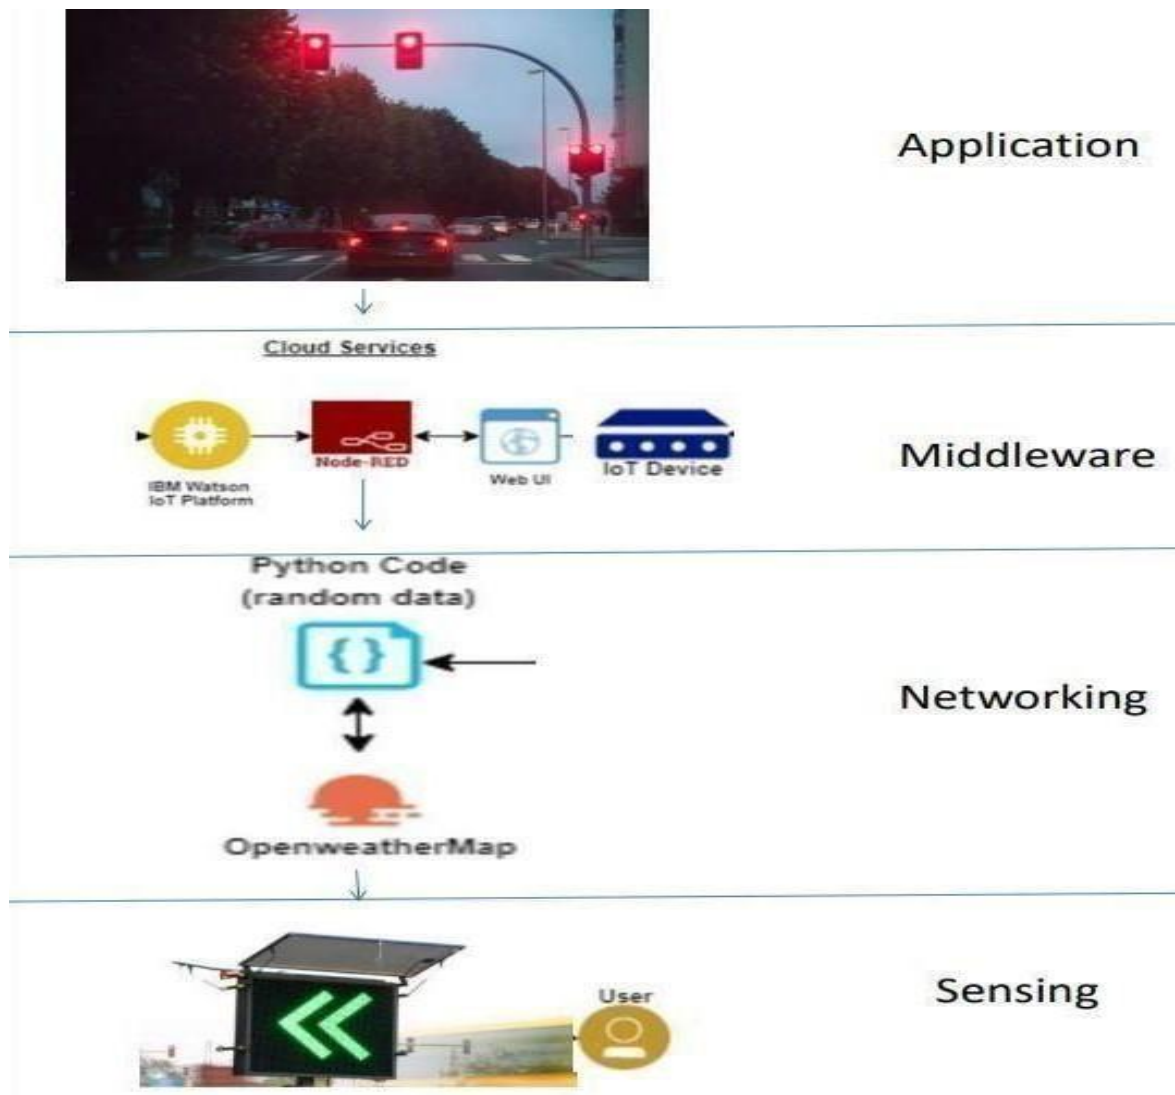 Application
Cloud Services
IBM Watson
IoT Platform
Node-RED
Web UI
IoT Device
Middleware
Python Code
(random data)
Networking
OpenweatherMap
User
Sensing